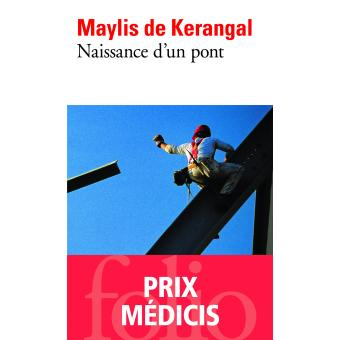 Maylis de Kerangal
Naissance d'un pont
folio
PRIX
MÉDICIS